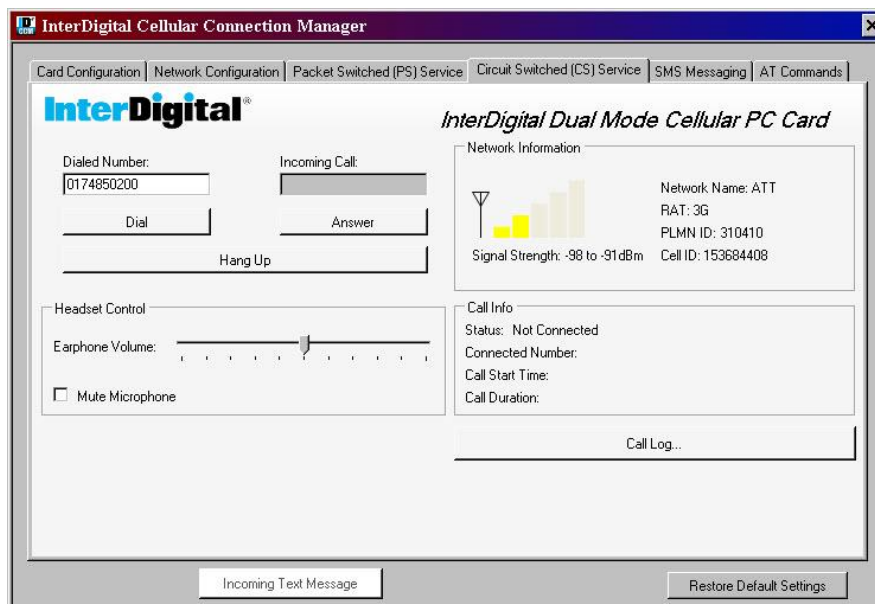 D
COM
InterDigital Cellular Connection Manager
Card Configuration
Network Configuration
Packet Switched (PS) Service
Circuit Switched (CS) Service
SMS Messaging
AT Commands
InterDigital®
InterDigital Dual Mode Cellular PC Card
Dialed Number:
0174850200
Incoming Call:
Dial
Answer
Hang Up
Network Information
Signal Strength: -98 to -91dBm
Network Name: ATT
RAT: 3G
PLMN ID: 310410
Cell ID: 153684408
Headset Control
Earphone Volume:
Mute Microphone
Call Info
Status: Not Connected
Connected Number:
Call Start Time:
Call Duration:
Call Log...
Incoming Text Message
Restore Default Settings